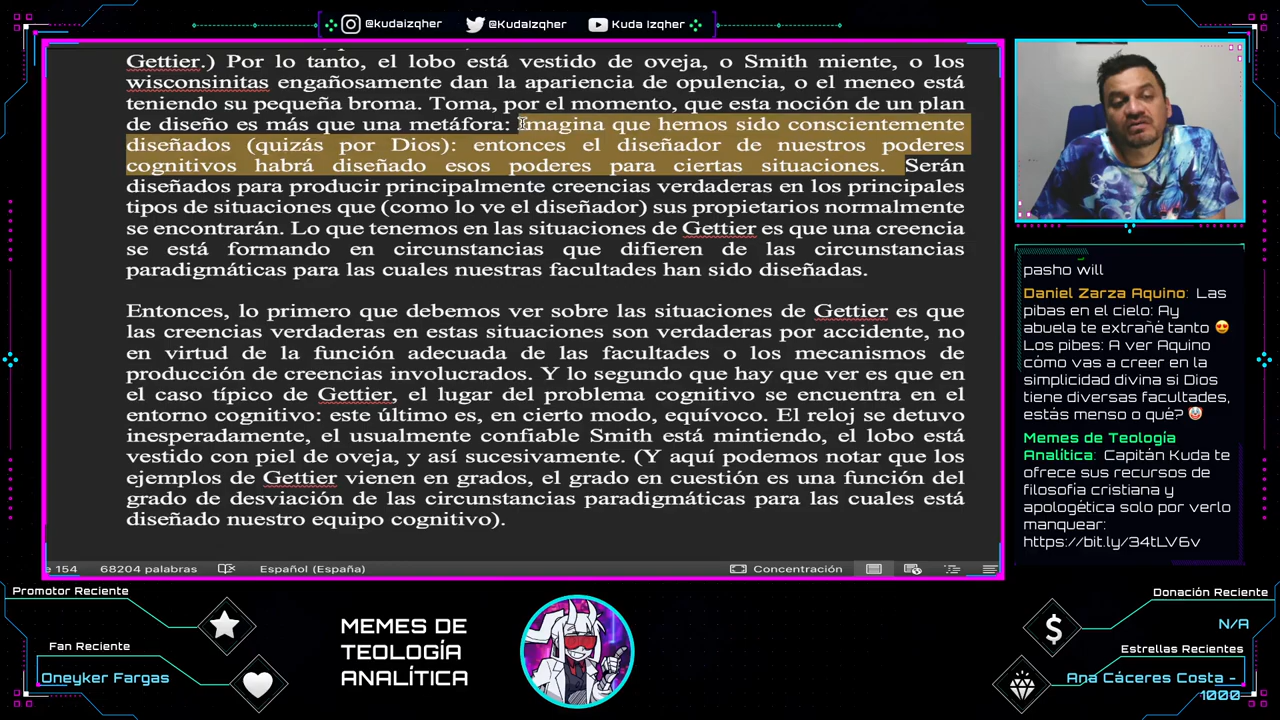 @kudaizqher
@Kudaizqher
Kuda Izqher
Gettier.) Por lo tanto, el lobo está vestido de oveja, o Smith miente, o los
misconsinitas engañosamente dan la apariencia de opulencia, o el meneo está
teniendo su pequeña broma. Toma, por el momento, que esta noción de un plan
de diseño es más que una metáfora: Imagina que hemos sido conscientemente
diseñados (quizás por Dios): entonces el diseñador de nuestros poderes
cognitivos habrá diseñado esos poderes para ciertas situaciones. Serán
diseñados para producir principalmente creencias verdaderas en los principales
tipos de situaciones que (como lo ve el diseñador) sus propietarios normalmente
se encontrarán. Lo que tenemos en las situaciones de Gettier es que una creencia
se está formando en circunstancias que difieren de las circunstancias
paradigmáticas para las cuales nuestras facultades han sido diseñadas.
Entonces, lo primero que debemos ver sobre las situaciones de Gettier es que
las creencias verdaderas en estas situaciones son verdaderas por accidente, no
en virtud de la función adecuada de las facultades o los mecanismos de
producción de creencias involucrados. Y lo segundo que hay que ver es que en
el caso típico de Gettier, el lugar del problema cognitivo se encuentra en el
entorno cognitivo: este último es, en cierto modo, equívoco. El reloj se detuvo
inesperadamente, el usualmente confiable Smith está mintiendo, el lobo está
vestido con piel de oveja, y así sucesivamente. (Y aquí podemos notar que los
ejemplos de Gettier vienen en grados, el grado en cuestión es una función del
grado de desviación de las circunstancias paradigmáticas para las cuales está
diseñado nuestro equipo cognitivo).
e 154
68204 palabras
Español (España)
Concentración
pasho will
Daniel Zarza Aquino: Las
pibas en el cielo: Ay
abuela te extrañé tanto 😍
Los pibes: A ver Aquino
cómo vas a creer en la
simplicidad divina si Dios
tiene diversas facultades,
estás menso o qué? 🤡
Memes de Teología
Analítica: Capitán Kuda te
ofrece sus recursos de
filosofía cristiana y
apologética solo por verlo
manquear:
https://bit.ly/34tLV6v
Promotor Reciente
Fan Reciente
Oneyker Fargas
MEMES DE
TEOLOGÍA
ANALÍTICA
Donación Reciente
N/A
Estrellas Recientes
Ana Cáceres Costa -
1000